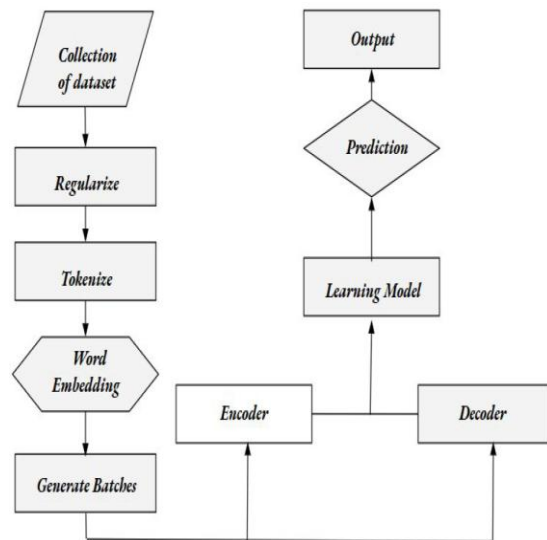 Collection
of dataset
Regularize
Tokenize
Word
Embedding
Generate Batches
Output
Prediction
Learning Model
Encoder
Decoder